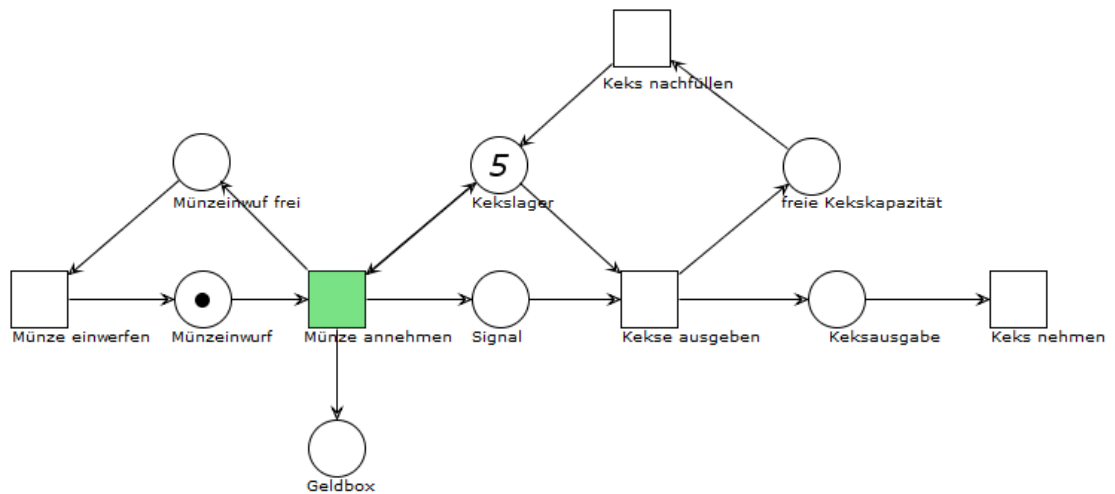 Keks nachfüllen
5
Münzeinwuf frei
Kekslager
freie Kekskapazität
Münze einwerfen
Münzeinwurf
Münze annehmen
Signal
Kekse ausgeben
Keksausgabe
Keks nehmen
Geldbox